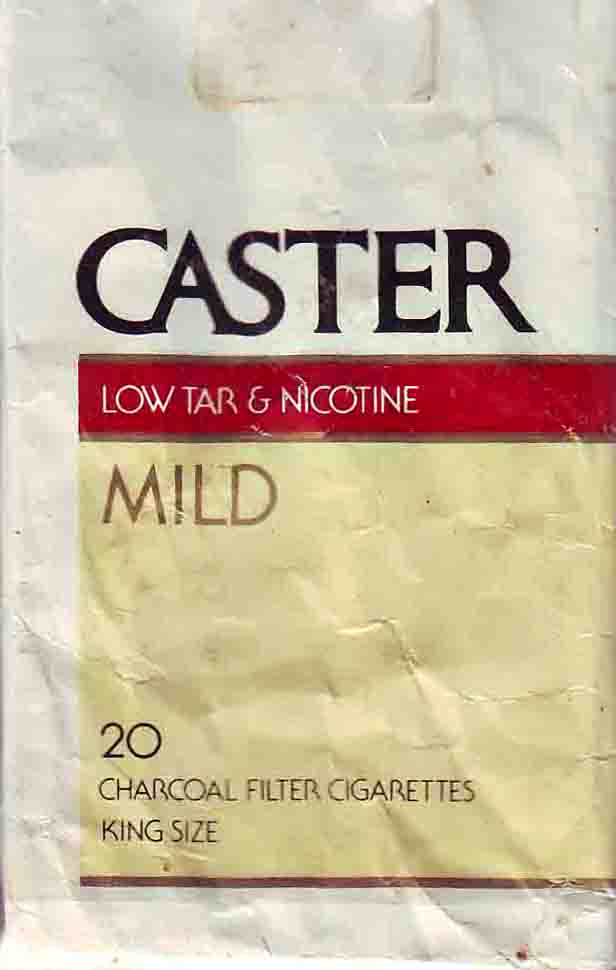 CASTER
LOW TAR & NICOTINE
MILD
20
CHARCOAL FILTER CIGARETTES
KING SIZE